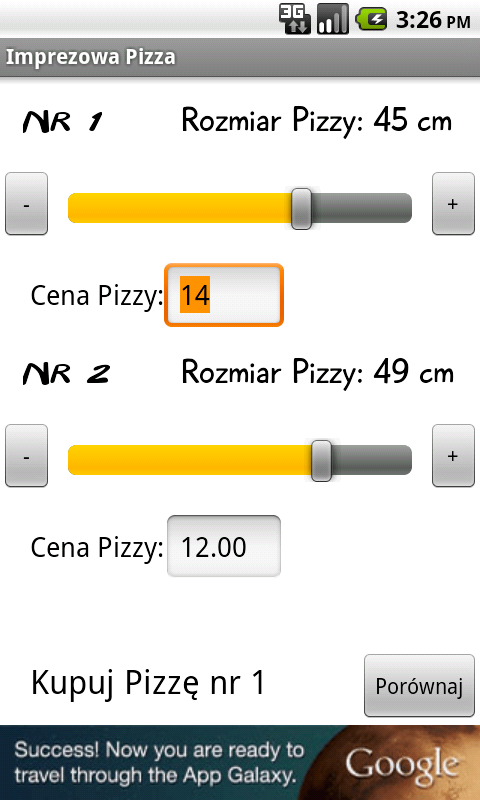 3G 3:26 PM
Imprezowa Pizza
Nr 1 Rozmiar Pizzy: 45 cm
- +
Cena Pizzy: 14
Nr 2 Rozmiar Pizzy: 49 cm
- +
Cena Pizzy: 12.00
Kupuj Pizzę nr 1 Porównaj
Success! Now you are ready to
travel through the App Galaxy.
Google